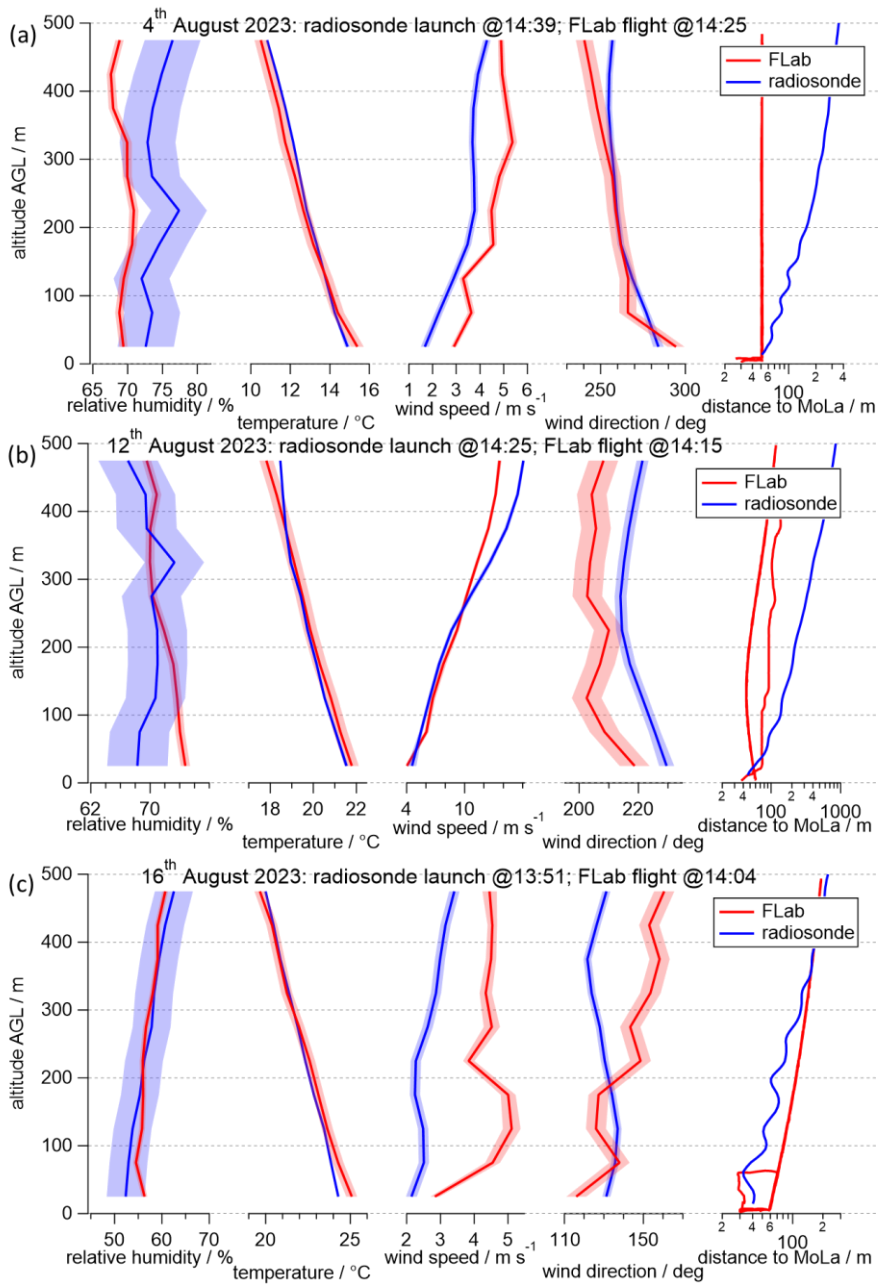 (a)
4th August 2023: radiosonde launch @14:39; FLab flight @14:25
500
400
300
200
100
0
altitude AGL / m
FLab
radiosonde
65 70 75 80
relative humidity / %
10 12 14 16
temperature / °C
1 2 3 4 5 6
wind speed / m s-1
250 300
wind direction / deg
4 6 100 2 4
distance to MoLa / m
(b)
12th August 2023: radiosonde launch @14:25; FLab flight @14:15
500
400
300
200
100
0
altitude AGL / m
FLab
radiosonde
62 70
relative humidity / %
18 20 22
temperature / °C
4 10
wind speed / m s-1
200 220
wind direction / deg
4 100 2 4 1000
distance to MoLa / m
(c)
16th August 2023: radiosonde launch @13:51; FLab flight @14:04
500
400
300
200
100
0
altitude AGL / m
FLab
radiosonde
50 60 70
relative humidity / %
20 25
temperature / °C
2 3 4 5
wind speed / m s-1
110 150
wind direction / deg
2 4 6 100 2
distance to MoLa / m